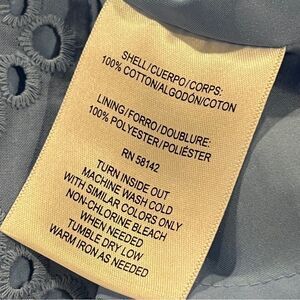 SHELL/CUERPO/CORPS:
100% COTTON/ALGODÓN/COTON
LINING/FORRO/DOUBLURE:
100% POLYESTER/POLIÉSTER
RN 58142
TURN INSIDE OUT
MACHINE WASH COLD
WITH SIMILAR COLORS ONLY
NON-CHLORINE BLEACH
WHEN NEEDED
TUMBLE DRY LOW
WARM IRON AS NEEDED